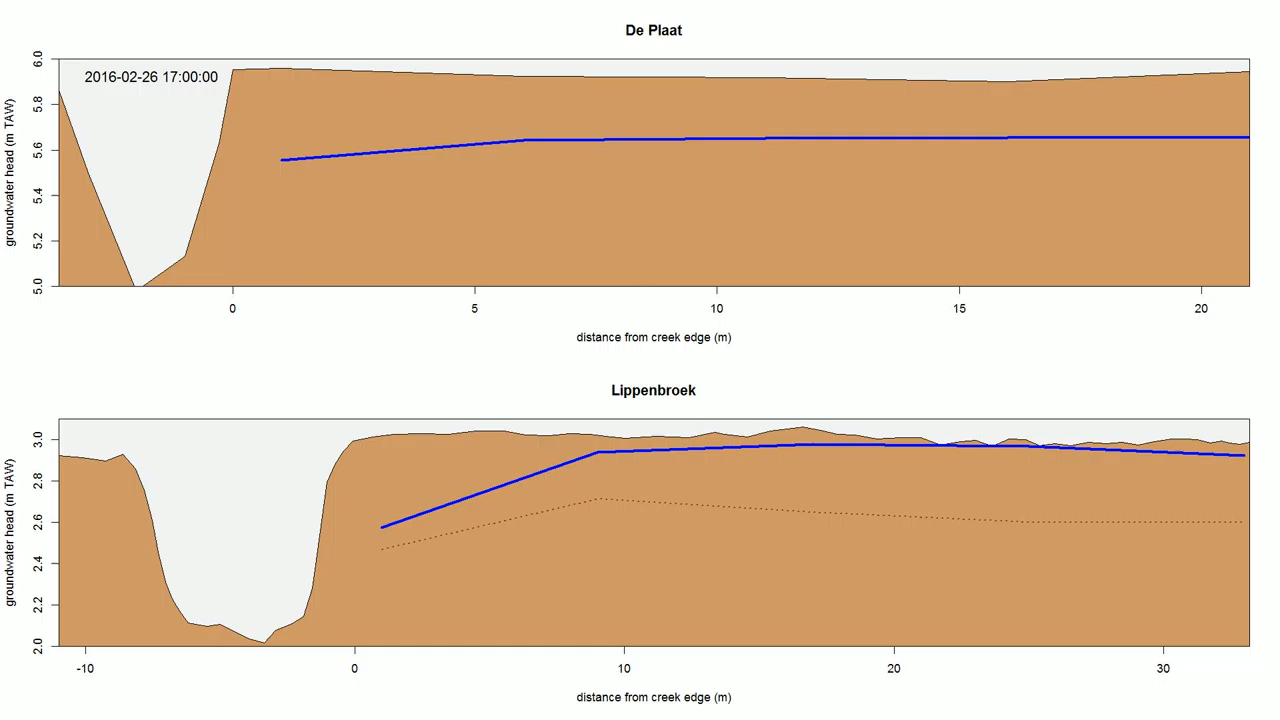 De Plaat
2016-02-26 17:00:00
groundwater head (m TAW)
6.0
5.8
5.6
5.4
5.2
5.0
0 5 10 15 20
distance from creek edge (m)
Lippenbroek
groundwater head (m TAW)
3.0
2.8
2.6
2.4
2.2
2.0
-10 0 10 20 30
distance from creek edge (m)